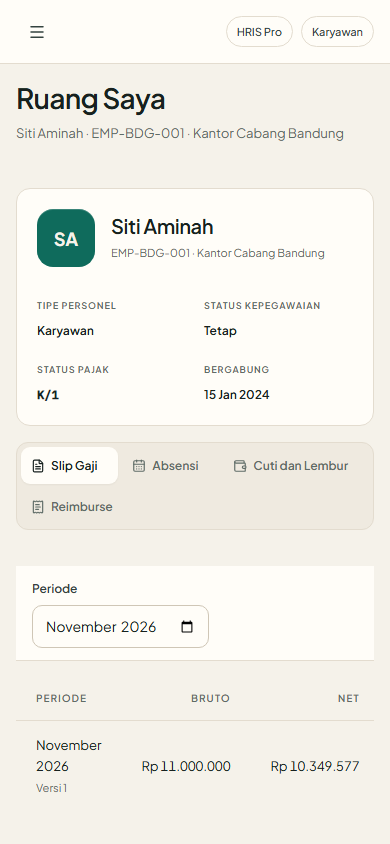 HRIS Pro
Karyawan
Ruang Saya
Siti Aminah · EMP-BDG-001 · Kantor Cabang Bandung
SA
Siti Aminah
EMP-BDG-001 · Kantor Cabang Bandung
TIPE PERSONEL
STATUS KEPEGAWAIAN
Karyawan
Tetap
STATUS PAJAK
BERGABUNG
K/1
15 Jan 2024
Slip Gaji
Absensi
Cuti dan Lembur
Reimburse
Periode
November 2026
PERIODE
BRUTO
NET
November
2026
Rp 11.000.000
Rp 10.349.577
Versi 1